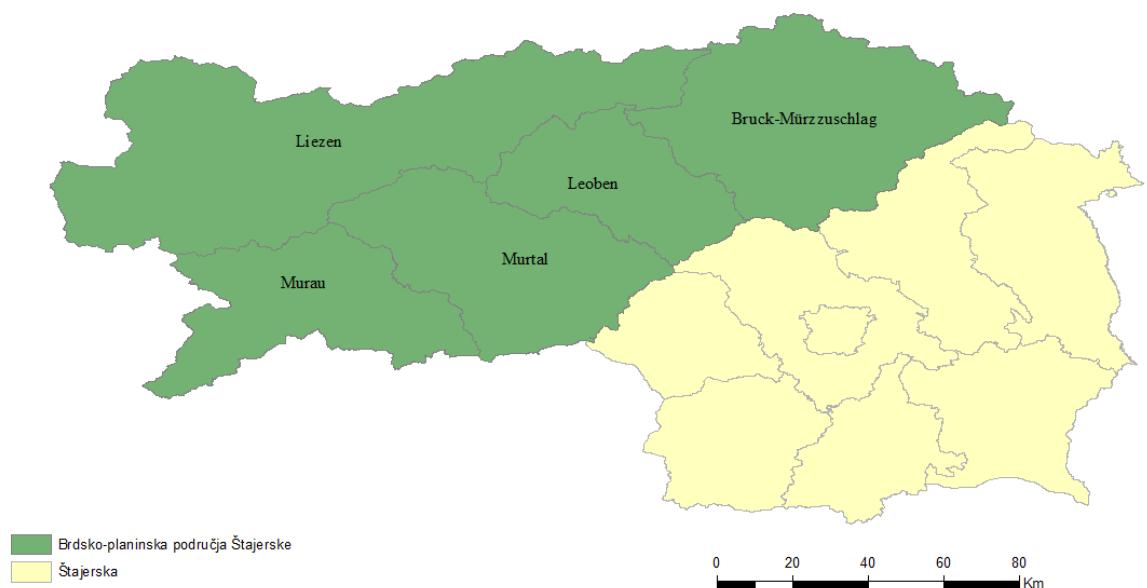 Bruck-Mürzzuschlag
Liezen
Leoben
Murtal
Murau
Brdsko-planinska područja Štajerske
Štajerska
0 20 40 60 80
Km